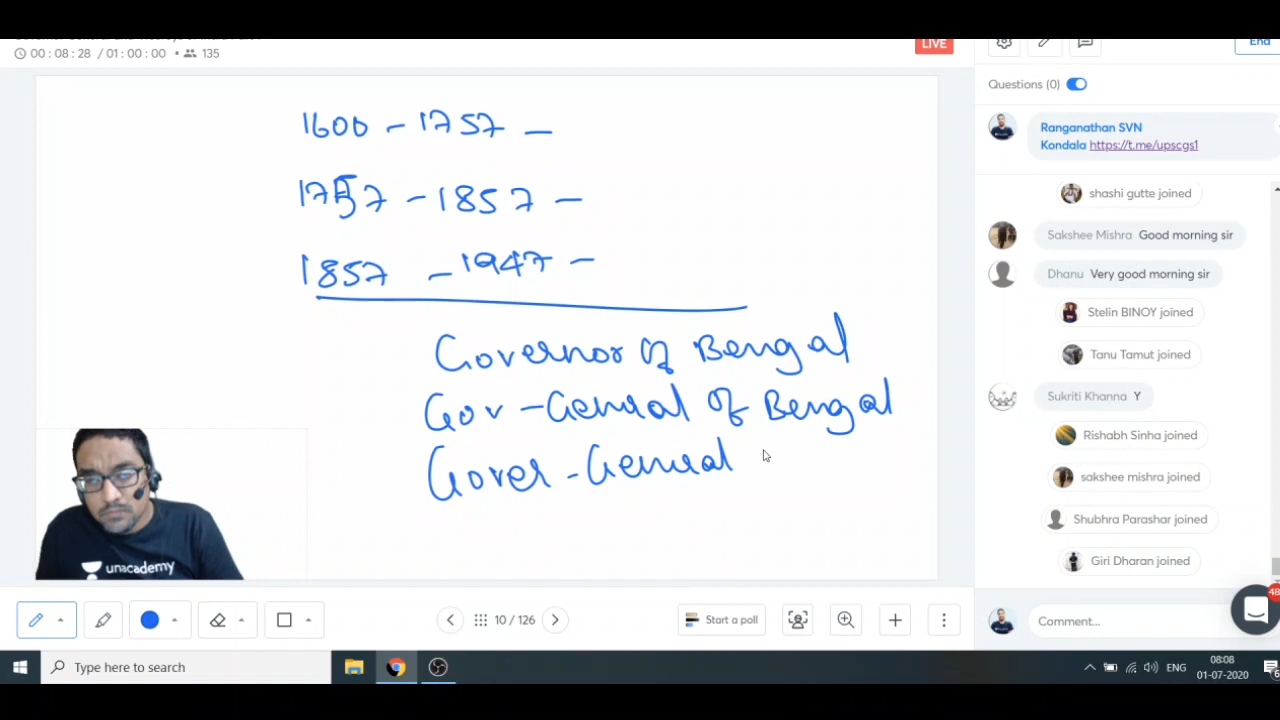 00 : 08 : 28 / 01 : 00 : 00 • 135
LIVE
End
1600 - 1757 -
1757 - 1857 -
1857 - 1947 -
Governor of Bengal
Gov - General of Bengal
Gover - General
unacademy
10 / 126
Start a poll
Questions (0)
Ranganathan SVN
Kondala https://t.me/upscgs1
shashi gutte joined
Sakshee Mishra Good morning sir
Dhanu Very good morning sir
Stelin BINOY joined
Tanu Tamut joined
Sukriti Khanna Y
Rishabh Sinha joined
sakshee mishra joined
Shubhra Parashar joined
Giri Dharan joined
48
Comment...
Type here to search
ENG
08:08
01-07-2020
6